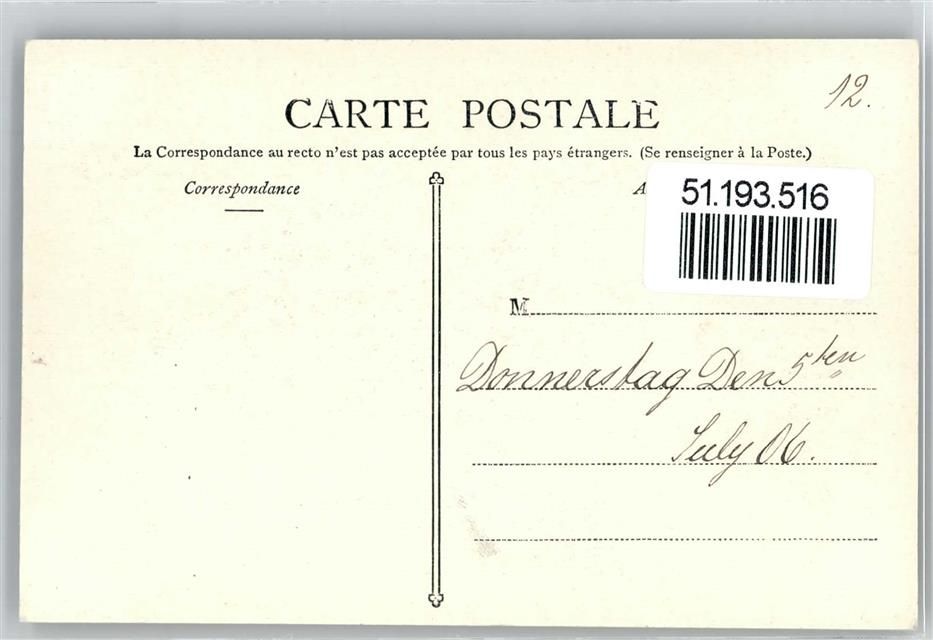 12.
CARTE POSTALE
La Correspondance au recto n'est pas acceptée par tous les pays étrangers. (Se renseigner à la Poste.)
Correspondance
A
51.193.516
M
Donnerstag Den 5ten
July 06.